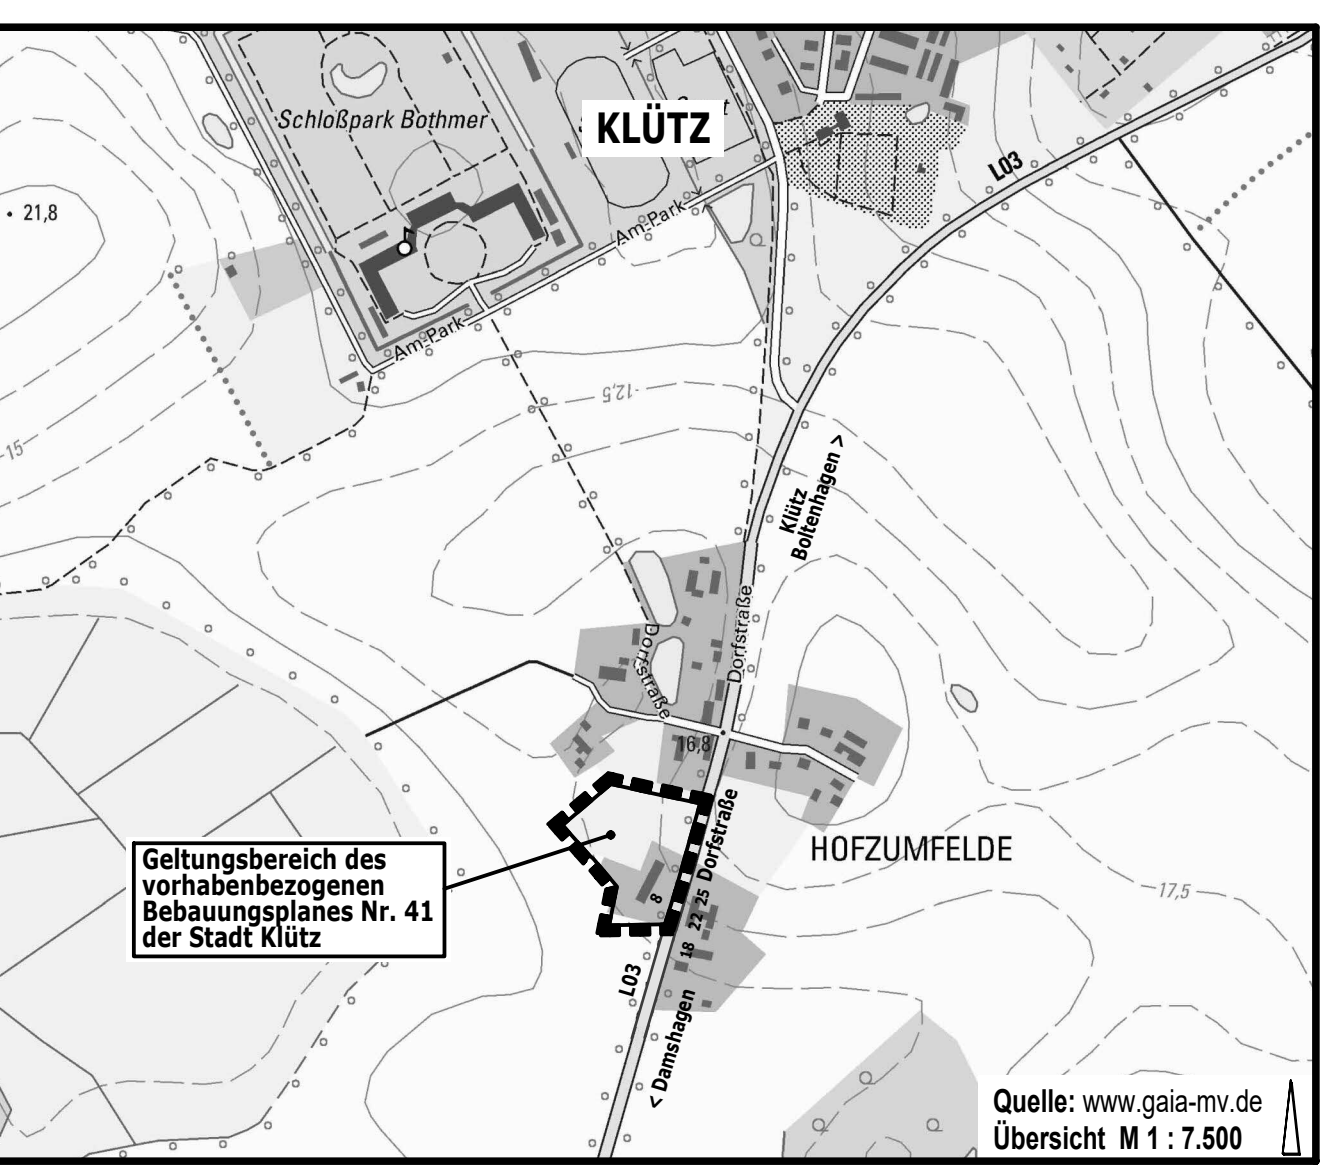 Schloßpark Bothmer
KLÜTZ
L03
21,8
Am Park
Am Park
12,5
15
Klütz
Boltenhagen >
Dorfstraße
Dorfstraße
16,8
Dorfstraße
HOFZUMFELDE
Geltungsbereich des
vorhabenbezogenen
Bebauungsplanes Nr. 41
der Stadt Klütz
8
25
22
18
17,5
L03
< Damshagen
Quelle: www.gaia-mv.de
Übersicht M 1 : 7.500